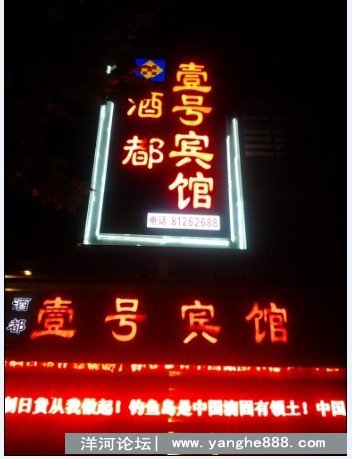 酒都
壹号宾馆
电话:81262688
酒都
壹号宾馆
制日货从我做起！钓鱼岛是中国的固有领土！中国
洋河论坛| www.yanghe888.com